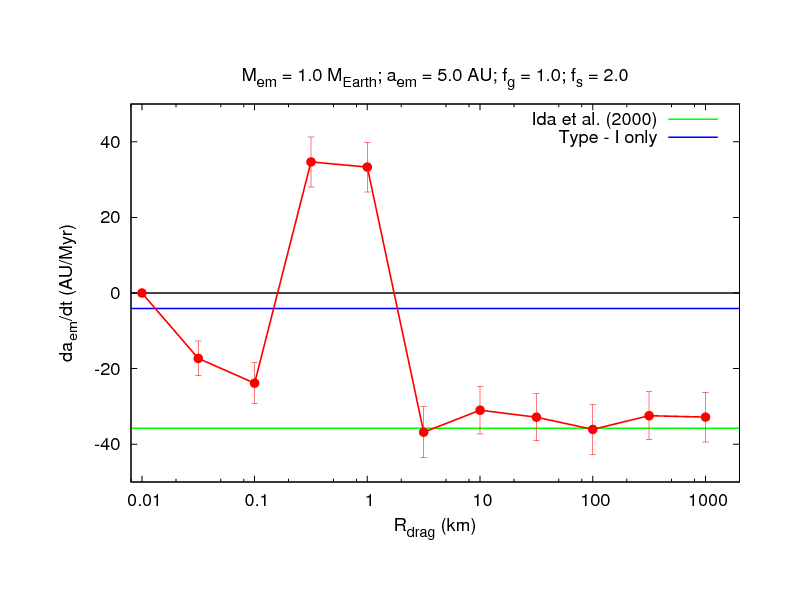 M_em = 1.0 M_Earth; a_em = 5.0 AU; f_g = 1.0; f_s = 2.0
Ida et al. (2000)
Type - I only
40
20
0
-20
-40
da_em/dt (AU/Myr)
0.01 0.1 1 10 100 1000
R_drag (km)